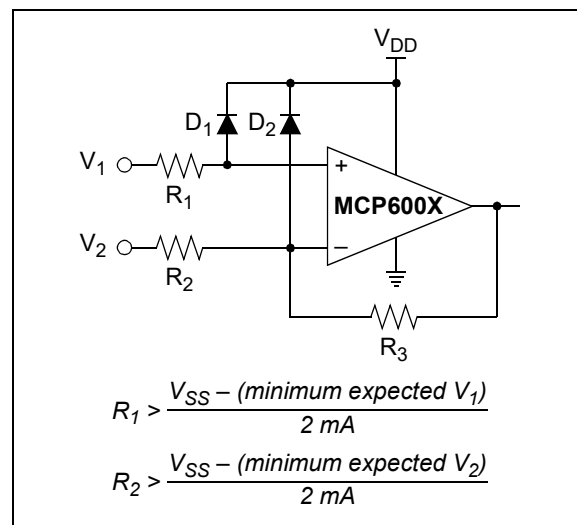 V_DD
D_1 D_2
V_1
R_1
+
MCP600X
V_2
R_2
–
R_3
R_1 > V_SS – (minimum expected V_1) / 2 mA
R_2 > V_SS – (minimum expected V_2) / 2 mA